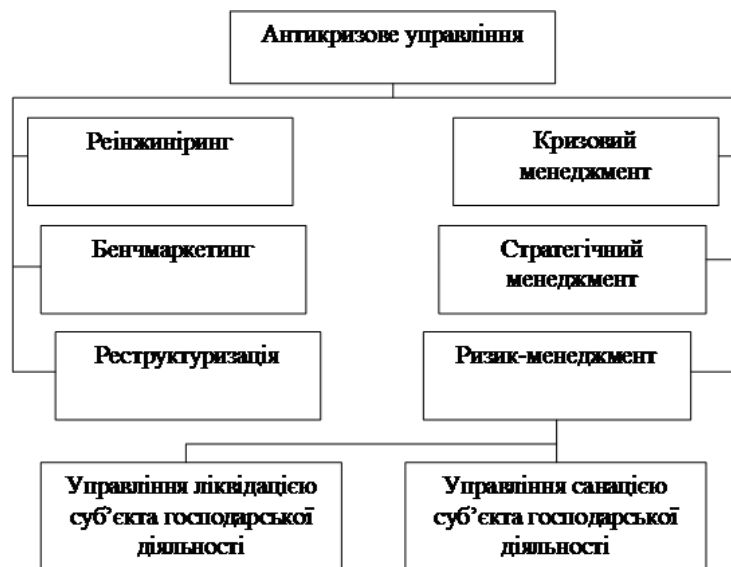 Антикризове управління
Реінжиніринг
Кризовий
менеджмент
Бенчмаркетинг
Стратегічний
менеджмент
Реструктуризація
Ризик-менеджмент
Управління ліквідацією
суб’єкта господарської
діяльності
Управління санацією
суб’єкта господарської
діяльності